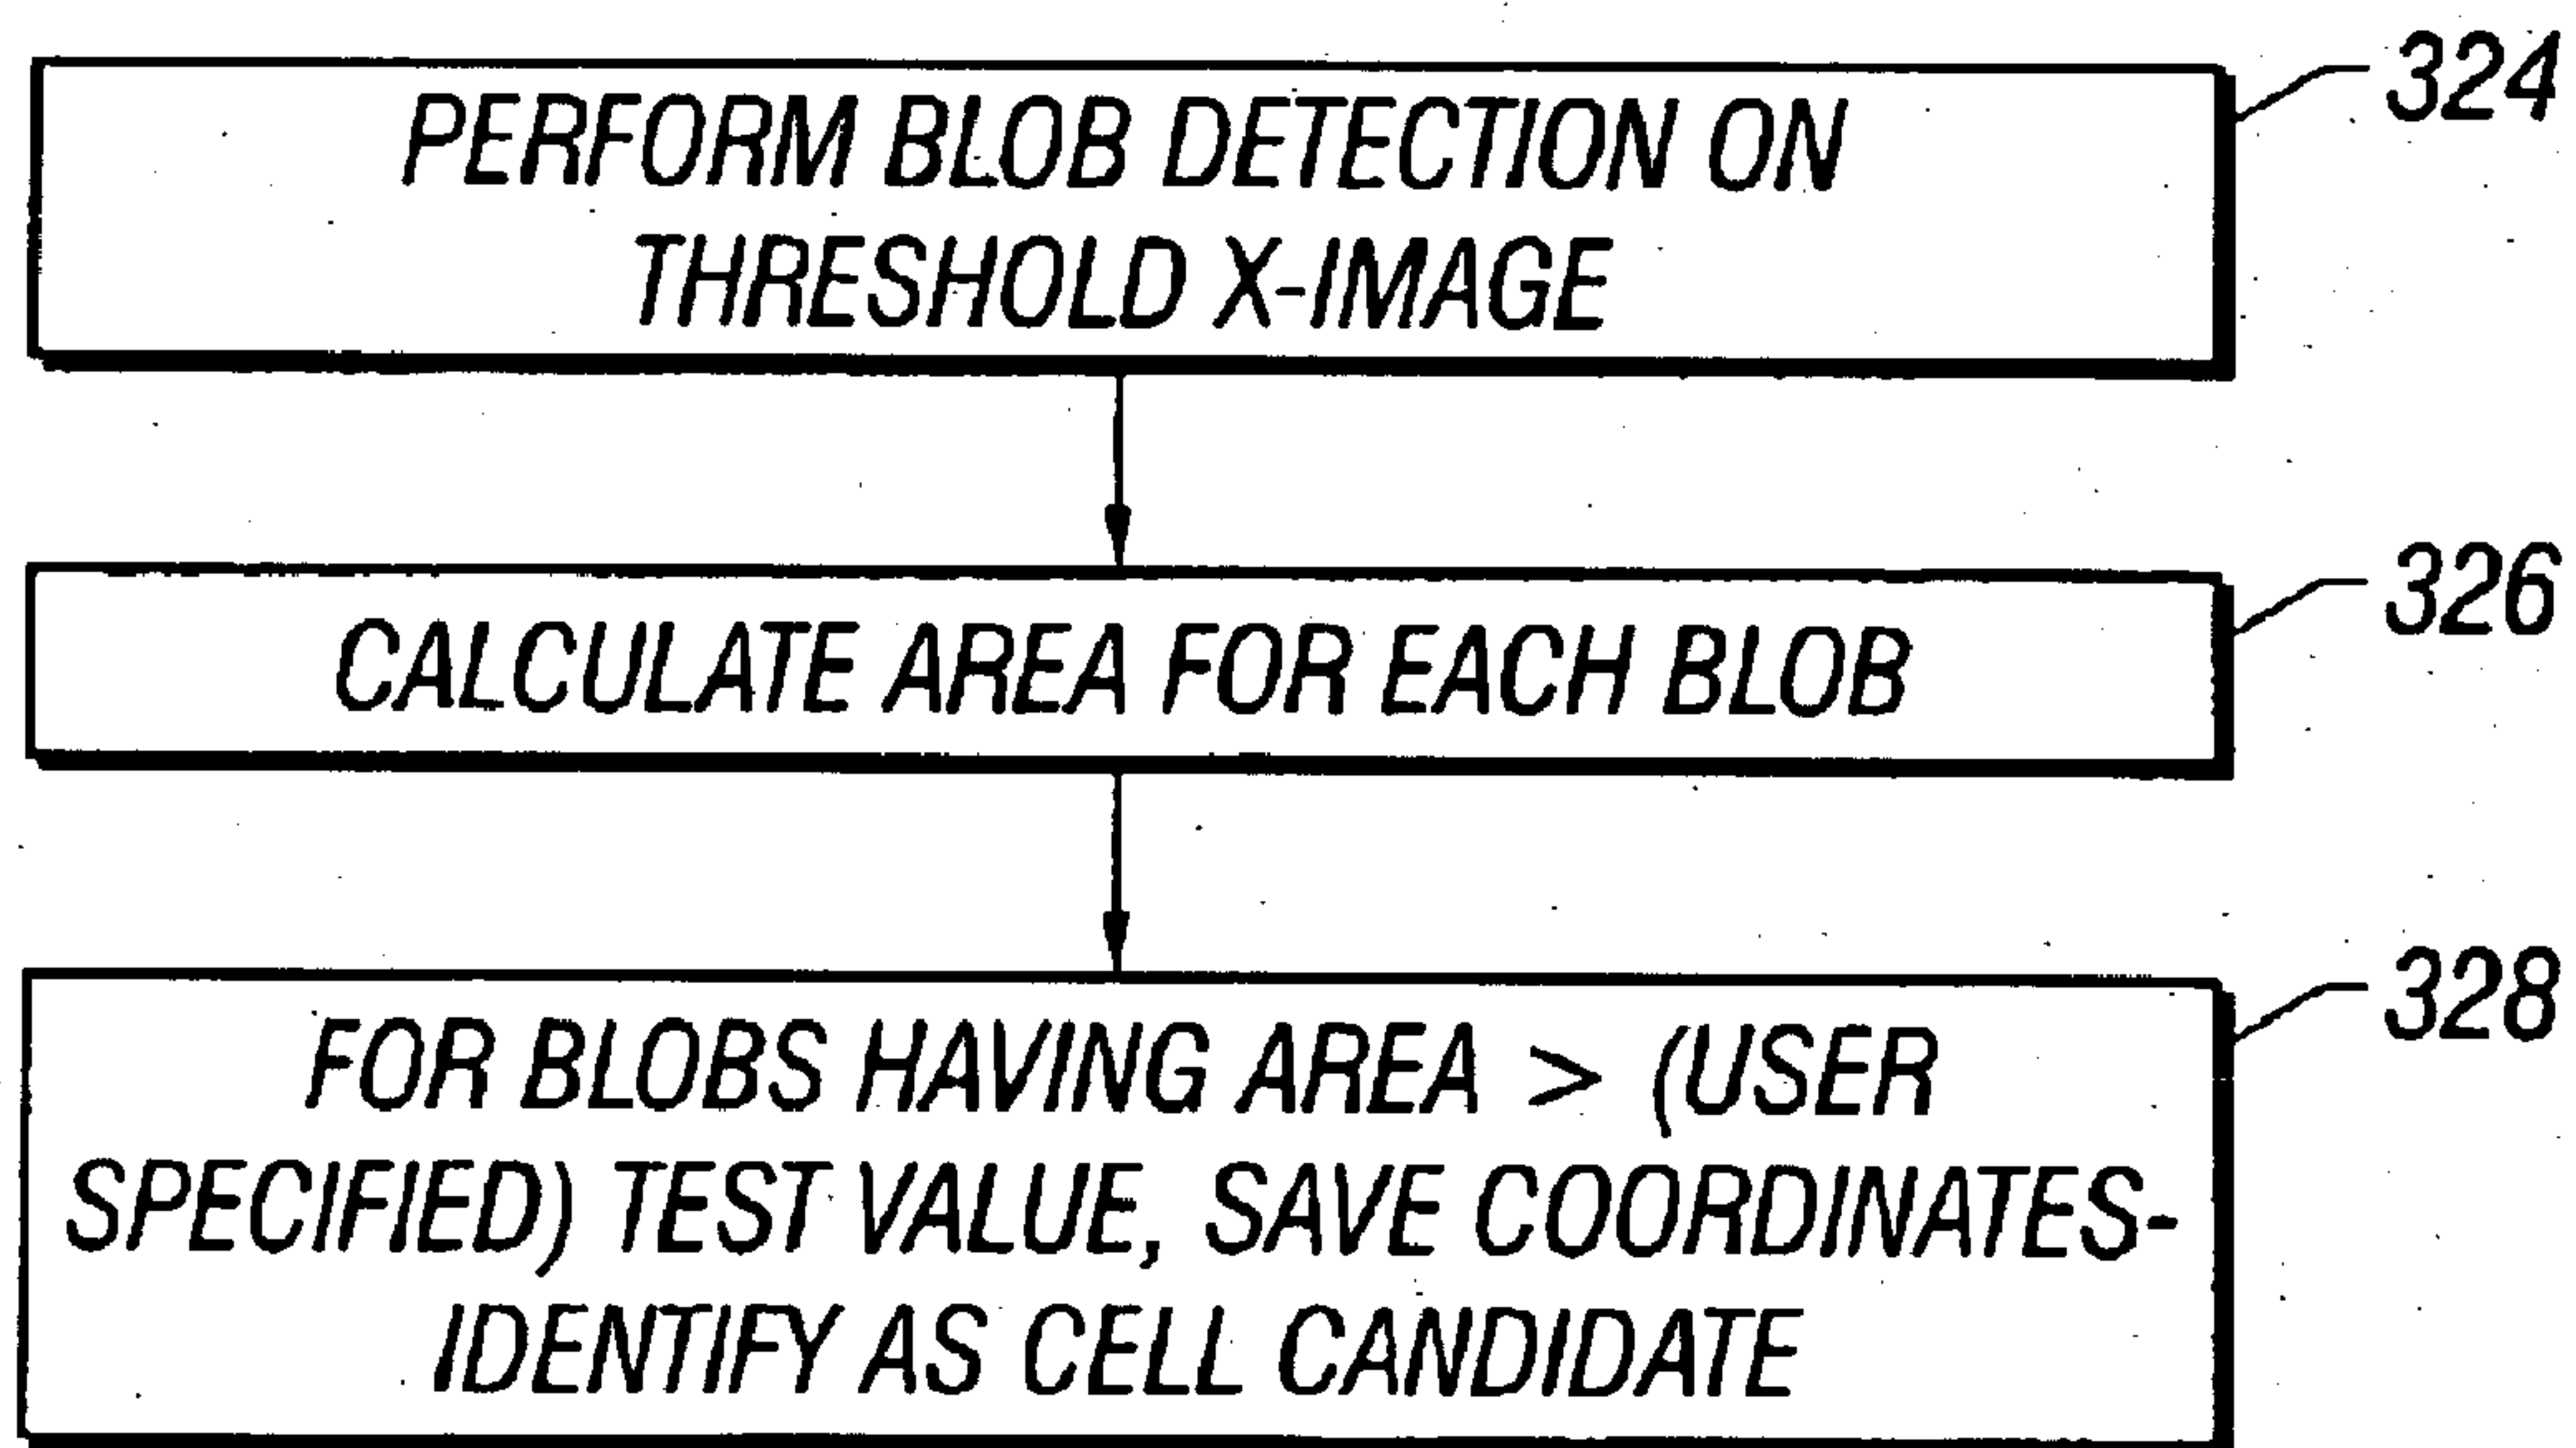 324
PERFORM BLOB DETECTION ON
THRESHOLD X-IMAGE
326
CALCULATE AREA FOR EACH BLOB
328
FOR BLOBS HAVING AREA > (USER
SPECIFIED) TEST VALUE, SAVE COORDINATES-
IDENTIFY AS CELL CANDIDATE